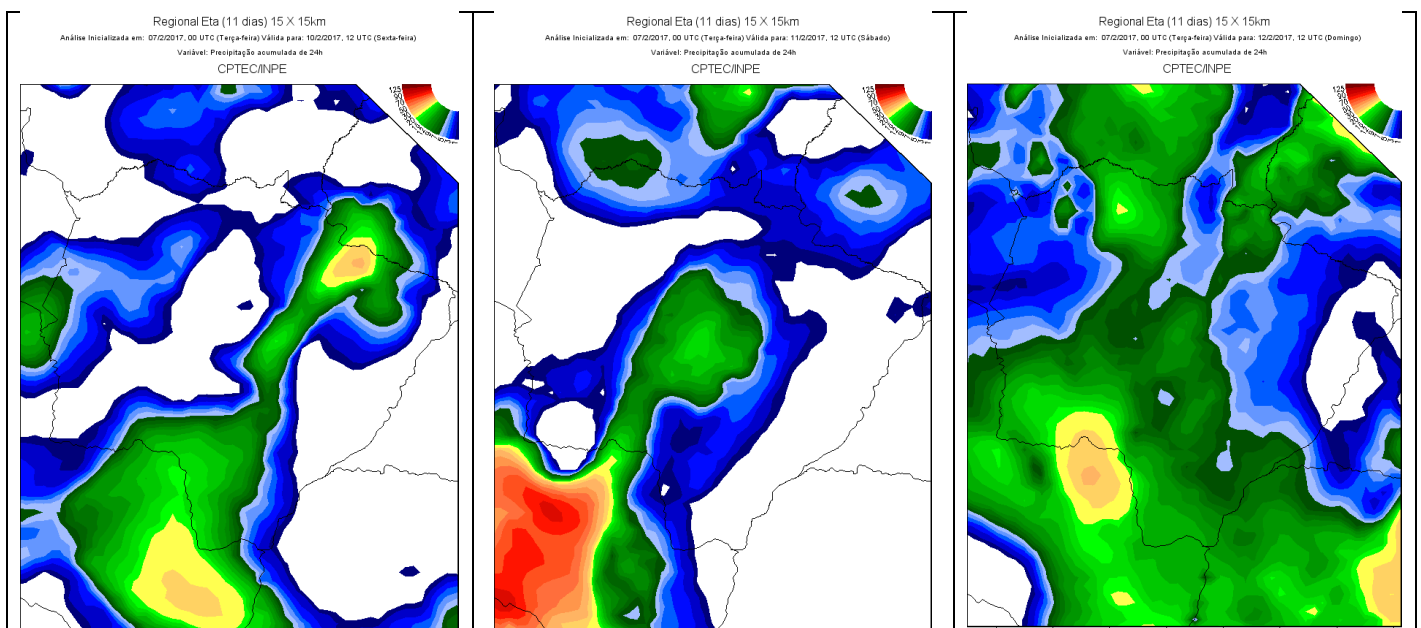 Regional Eta (11 dias) 15 X 15km
Análise Inicializada em: 07/2/2017, 00 UTC (Terça-feira) Válida para: 10/2/2017, 12 UTC (Sexta-feira)
Variável: Precipitação acumulada de 24h
CPTEC/INPE
Regional Eta (11 dias) 15 X 15km
Análise Inicializada em: 07/2/2017, 00 UTC (Terça-feira) Válida para: 11/2/2017, 12 UTC (Sábado)
Variável: Precipitação acumulada de 24h
CPTEC/INPE
Regional Eta (11 dias) 15 X 15km
Análise Inicializada em: 07/2/2017, 00 UTC (Terça-feira) Válida para: 12/2/2017, 12 UTC (Domingo)
Variável: Precipitação acumulada de 24h
CPTEC/INPE